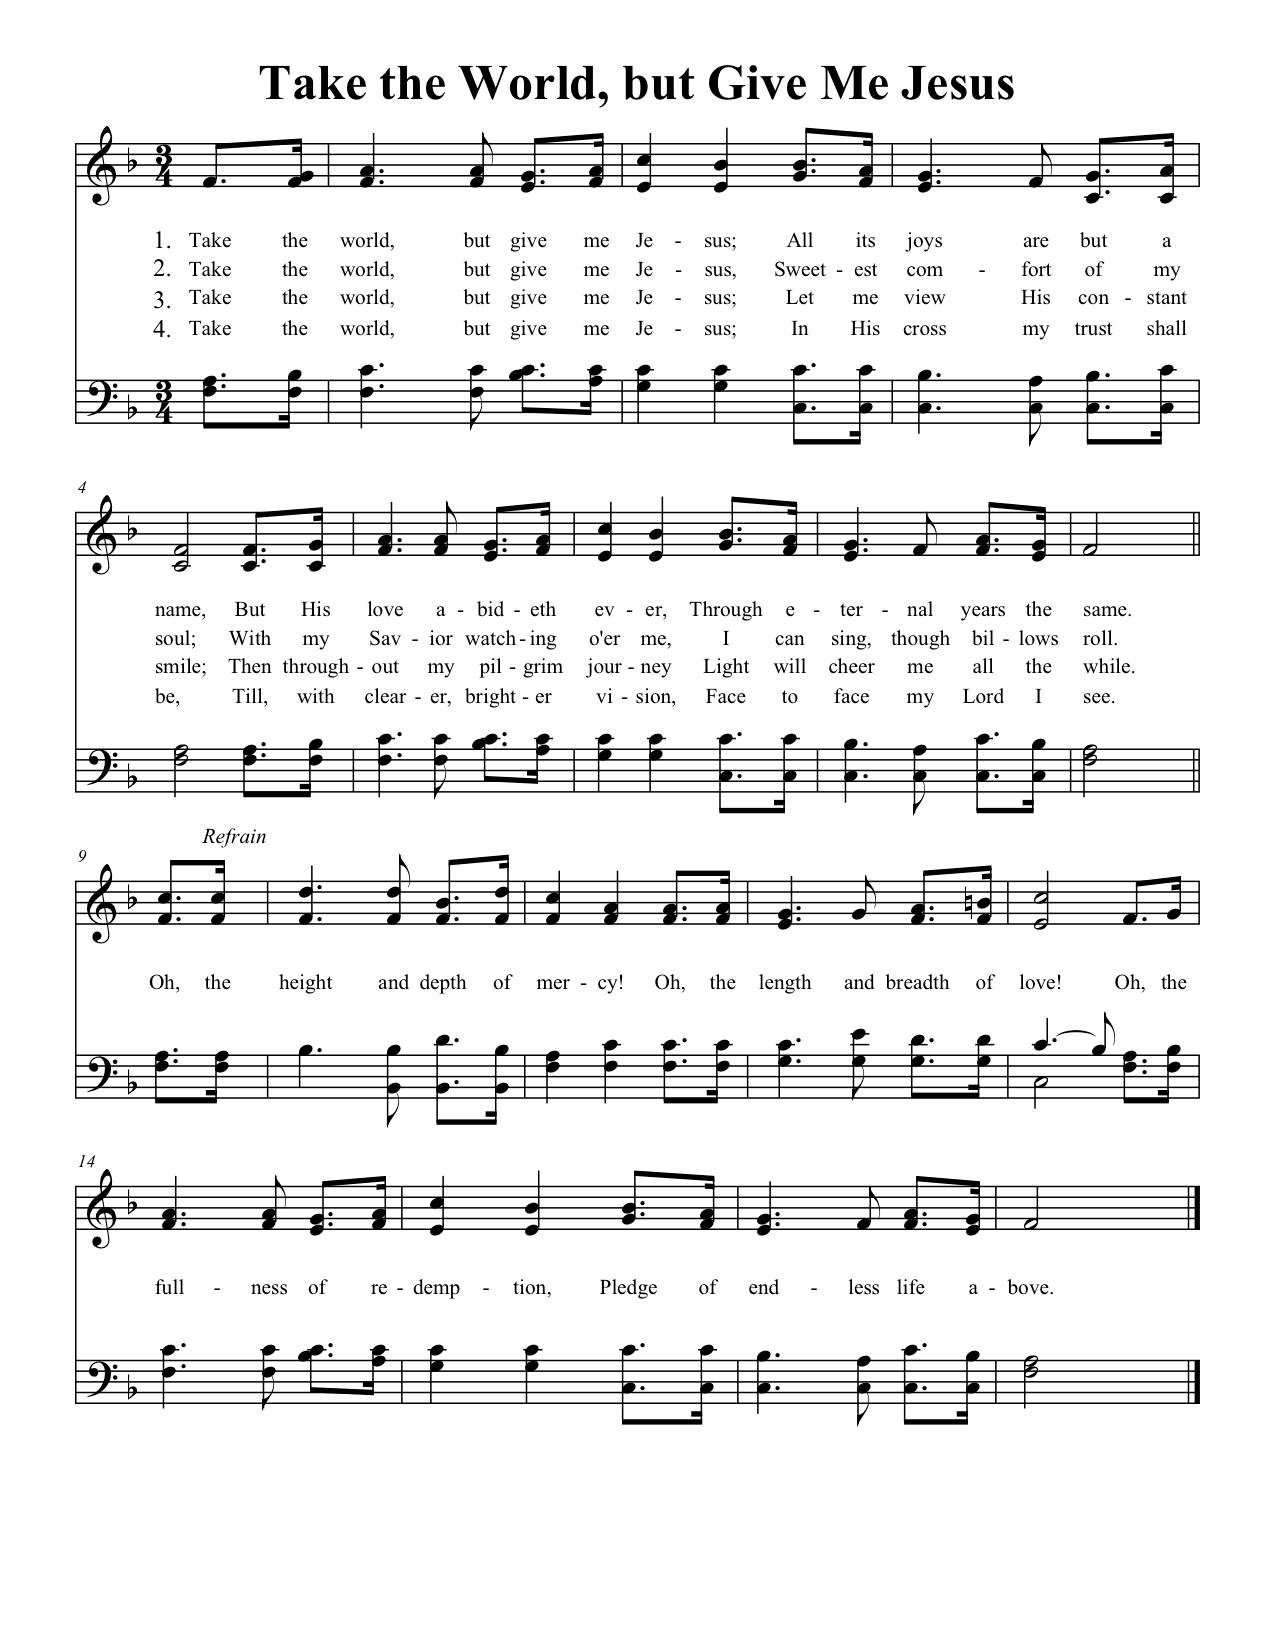 Take the World, but Give Me Jesus
3
4
1. Take the world, but give me Je - sus; All its joys are but a
2. Take the world, but give me Je - sus, Sweet - est com - fort of my
3. Take the world, but give me Je - sus; Let me view His con - stant
4. Take the world, but give me Je - sus; In His cross my trust shall
3
4
4
name, But His love a - bid - eth ev - er, Through e - ter - nal years the same.
soul; With my Sav - ior watch - ing o'er me, I can sing, though bil - lows roll.
smile; Then through - out my pil - grim jour - ney Light will cheer me all the while.
be, Till, with clear - er, bright - er vi - sion, Face to face my Lord I see.
Refrain
9
Oh, the height and depth of mer - cy! Oh, the length and breadth of love! Oh, the
14
full - ness of re - demp - tion, Pledge of end - less life a - bove.